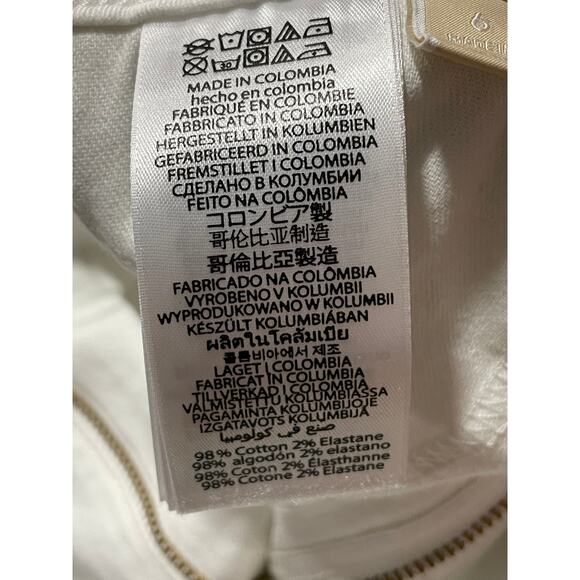 6
MADE IN COLOMBIA
hecho en colombia
FABRIQUÉ EN COLOMBIE
FABBRICATO IN COLOMBIA
HERGESTELLT IN KOLUMBIEN
GEFABRICEERD IN COLOMBIA
FREMSTILLET I COLOMBIA
СДЕЛАНО В КОЛУМБИИ
FEITO NA COLÔMBIA
コロンビア製
哥伦比亚制造
哥倫比亞製造
FABRICADO NA COLÔMBIA
VYROBENO V KOLUMBII
WYPRODUKOWANO W KOLUMBII
KÉSZÜLT KOLUMBIÁBAN
ผลิตในโคลัมเบีย
콜롬비아에서 제조
LAGET I COLOMBIA
FABRICAT IN COLUMBIA
TILLVERKAD I COLOMBIA
VALMISTETTU KOLUMBIASSA
PAGAMINTA KOLUMBIJOJE
IZGATAVOTS KOLUMBIJĀ
صنع في كولومبيا
98% Cotton 2% Elastane
98% algodón 2% elastano
98% Coton 2% Élasthanne
98% Cotone 2% Elastane